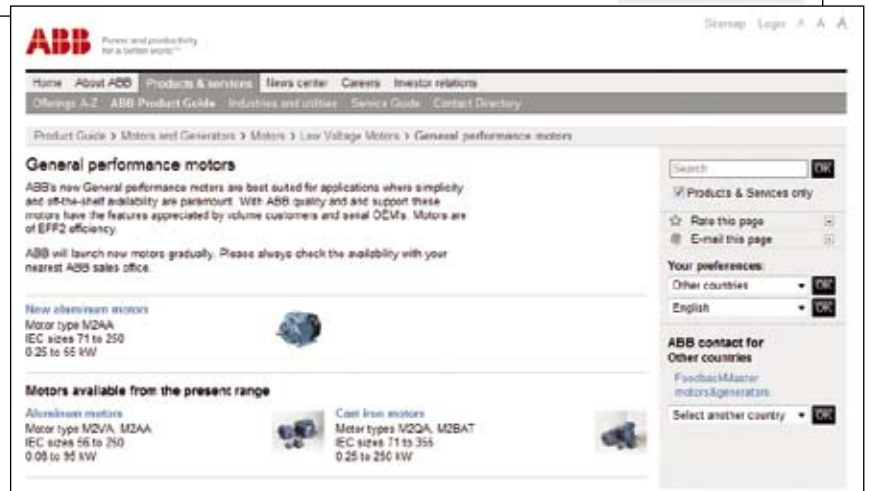 Sitemap Login A A A
ABB Power and productivity
for a better world™
Home About ABB Products & services News center Careers Investor relations
Offerings A-Z ABB Product Guide Industries and utilities Service Guide Contact Directory
Product Guide > Motors and Generators > Motors > Low Voltage Motors > General performance motors
General performance motors
ABB's new General performance motors are best suited for applications where simplicity
and off-the-shelf availability are paramount. With ABB quality and and support these
motors have the features appreciated by volume customers and serial OEMs. Motors are
of EFF2 efficiency.
ABB will launch new motors gradually. Please always check the availability with your
nearest ABB sales office.
New aluminum motors
Motor type M2AA
IEC sizes 71 to 250
0.25 to 55 kW
Motors available from the present range
Aluminum motors
Motor type M2VA, M2AA
IEC sizes 56 to 250
0.06 to 95 kW
Cast iron motors
Motor types M2QA, M2BAT
IEC sizes 71 to 355
0.25 to 250 kW
Search OK
Products & Services only
Rate this page
E-mail this page
Your preferences:
Other countries OK
English OK
ABB contact for
Other countries
FeedbackMaster
motors&generators
Select another country OK